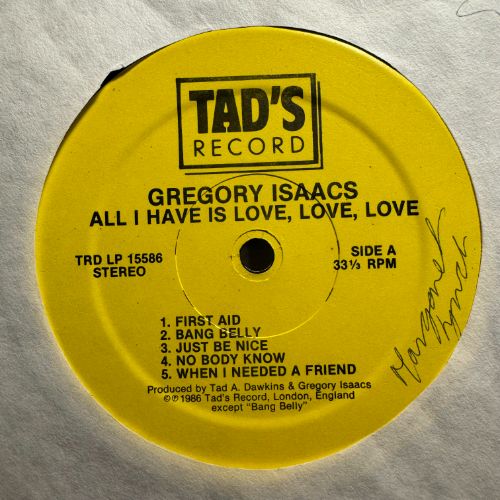 TAD'S
RECORD
GREGORY ISAACS
ALL I HAVE IS LOVE, LOVE, LOVE
TRD LP 15586
STEREO
SIDE A
33⅓ RPM
1. FIRST AID
2. BANG BELLY
3. JUST BE NICE
4. NO BODY KNOW
5. WHEN I NEEDED A FRIEND
Produced by Tad A. Dawkins & Gregory Isaacs
©℗1986 Tad's Record, London, England
except "Bang Belly"
Margaret